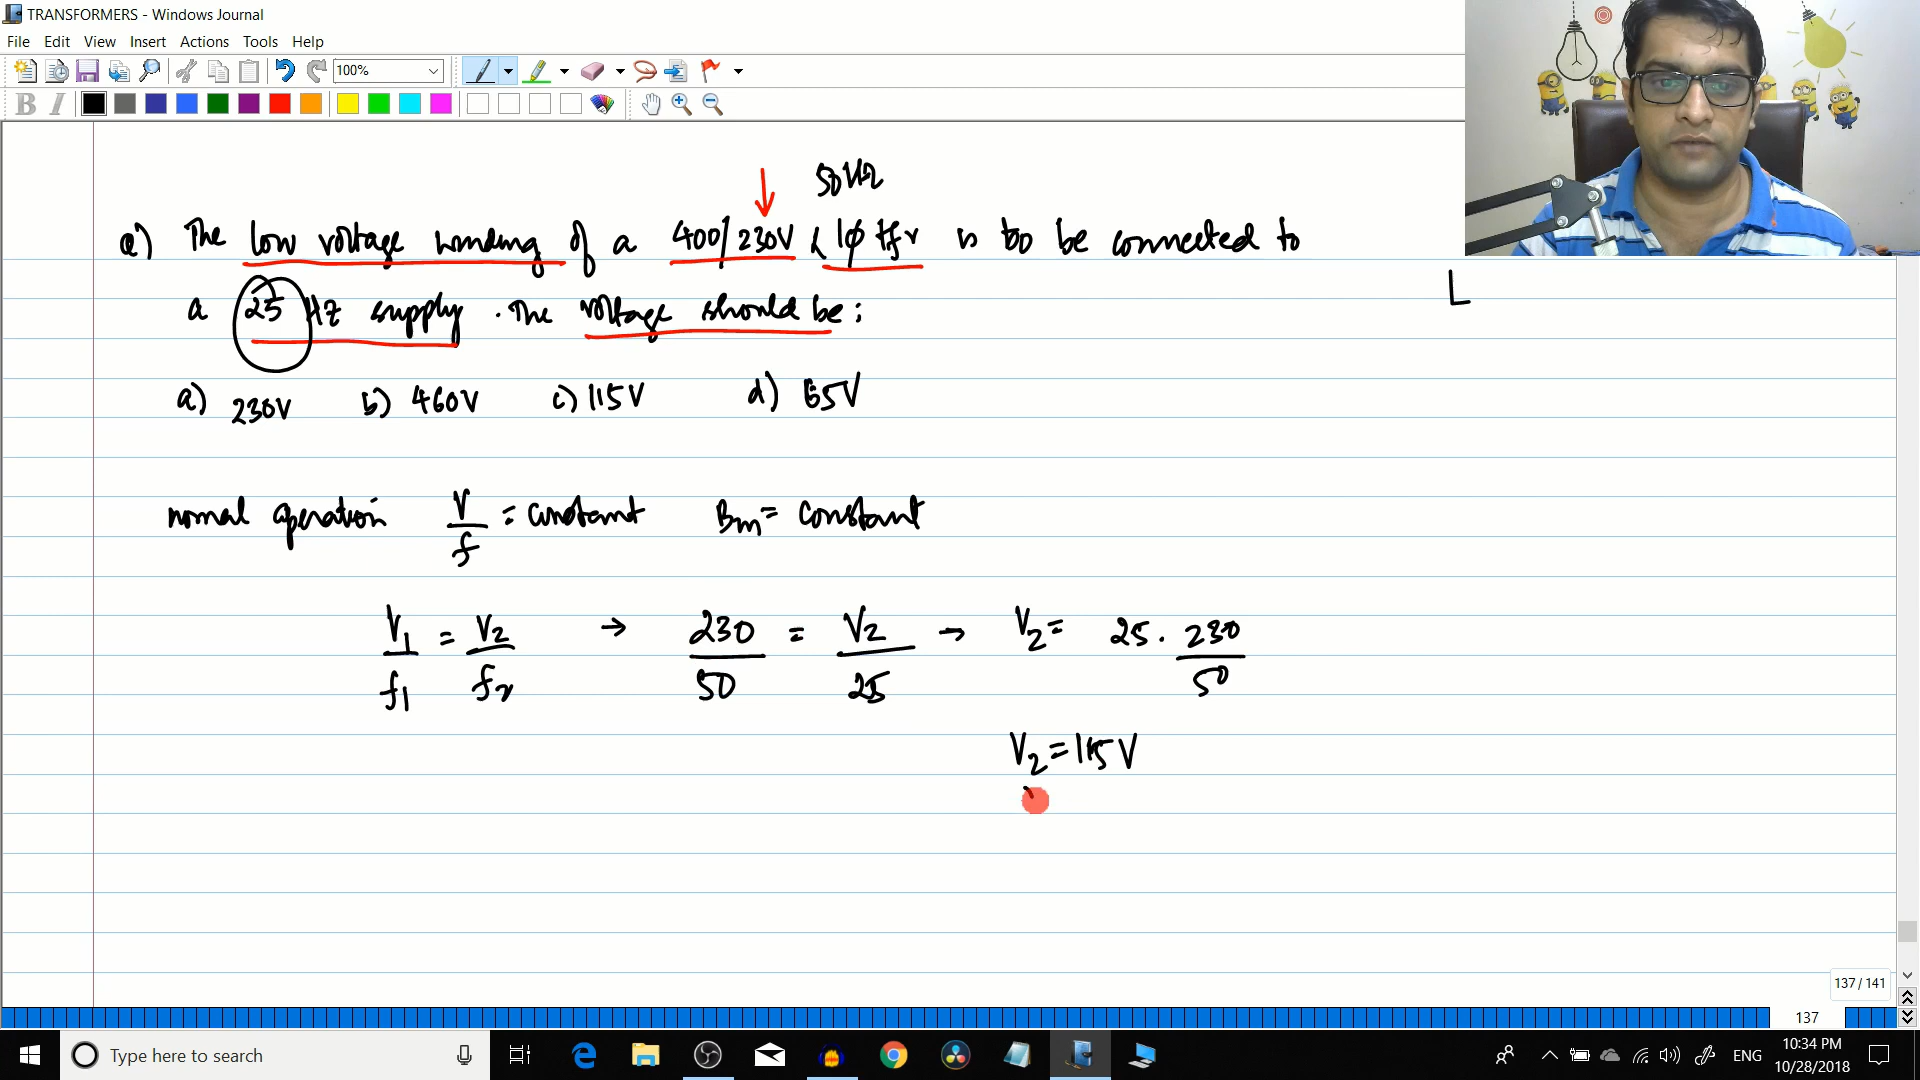 TRANSFORMERS - Windows Journal
File Edit View Insert Actions Tools Help
100%
B I
50Hz
Q) The low voltage winding of a 400/230V, 1φ tfr is to be connected to
a 25 Hz supply. The voltage should be:
L
a) 230V b) 460V c) 115V d) 65V
normal operation V/f = constant Bm = constant
V1/f1 = V2/f2 → 230/50 = V2/25 → V2 = 25 . 230/50
V2 = 115V
137 / 141
137
Type here to search
ENG
10:34 PM
10/28/2018